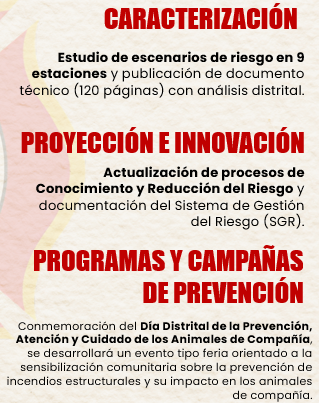 CARACTERIZACIÓN
Estudio de escenarios de riesgo en 9
estaciones y publicación de documento
técnico (120 páginas) con análisis distrital.
PROYECCIÓN E INNOVACIÓN
Actualización de procesos de
Conocimiento y Reducción del Riesgo y
documentación del Sistema de Gestión
del Riesgo (SGR).
PROGRAMAS Y CAMPAÑAS
DE PREVENCIÓN
Conmemoración del Día Distrital de la Prevención,
Atención y Cuidado de los Animales de Compañía,
se desarrollará un evento tipo feria orientado a la
sensibilización comunitaria sobre la prevención de
incendios estructurales y su impacto en los animales
de compañía.